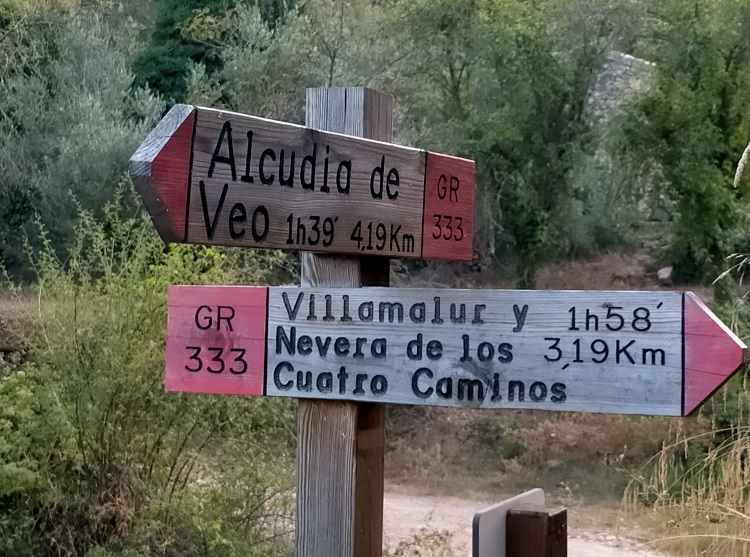 Alcudia de
Veo 1h39´ 4,19Km
GR
333
GR
333
Villamalur y 1h58´
Nevera de los 3,19Km
Cuatro Caminos